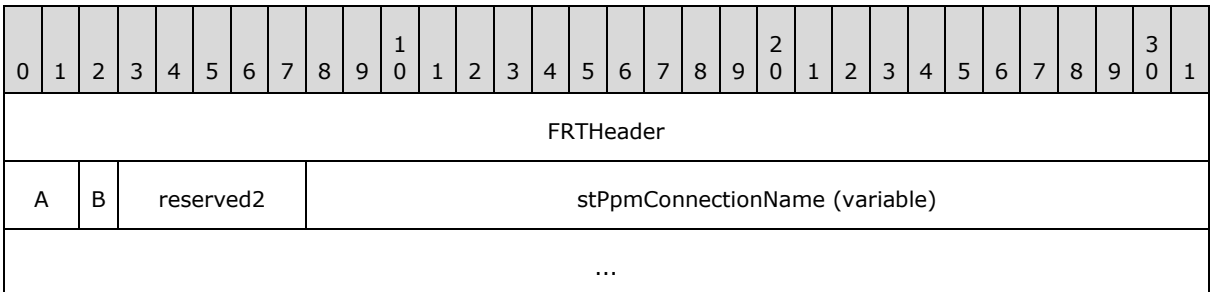 1 2 3
0 1 2 3 4 5 6 7 8 9 0 1 2 3 4 5 6 7 8 9 0 1 2 3 4 5 6 7 8 9 0 1
FRTHeader
A B reserved2 stPpmConnectionName (variable)
...